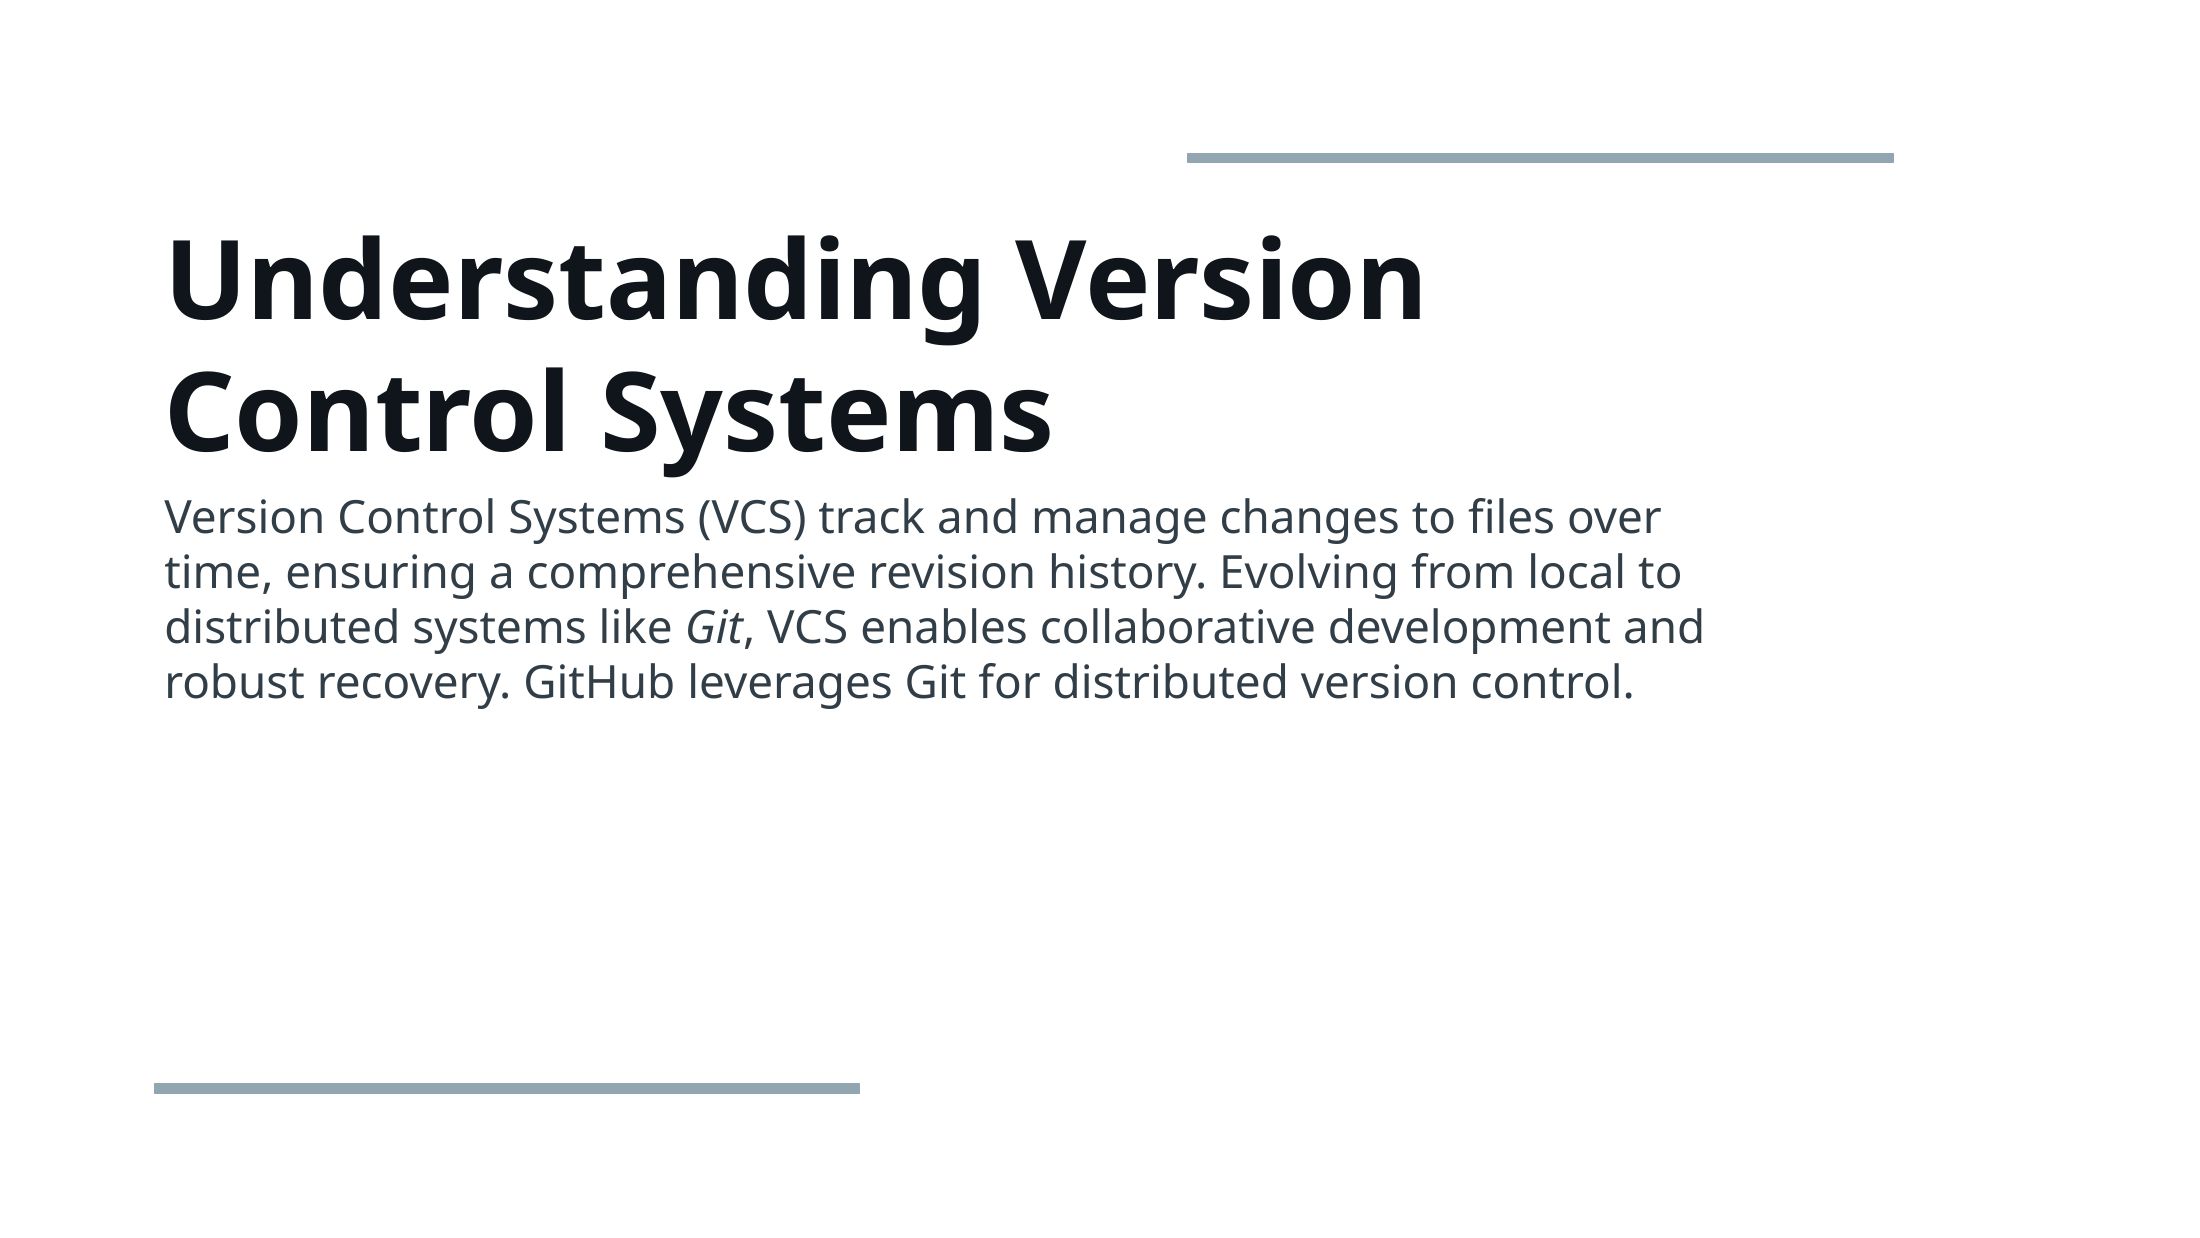 Understanding Version
Control Systems
Version Control Systems (VCS) track and manage changes to files over
time, ensuring a comprehensive revision history. Evolving from local to
distributed systems like Git, VCS enables collaborative development and
robust recovery. GitHub leverages Git for distributed version control.